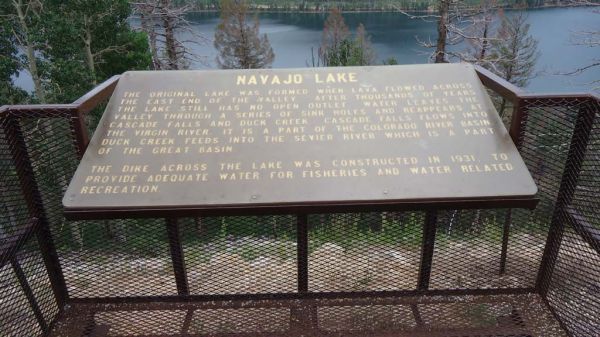 NAVAJO LAKE
THE ORIGINAL LAKE WAS FORMED WHEN LAVA FLOWED ACROSS
THE EAST END OF THE VALLEY. AFTER THOUSANDS OF YEARS
THE LAKE STILL HAS NO OPEN OUTLET. WATER LEAVES THE
VALLEY THROUGH A SERIES OF SINK HOLES AND REAPPEARS AT
CASCADE FALLS AND DUCK CREEK. CASCADE FALLS FLOWS INTO
THE VIRGIN RIVER. IT IS A PART OF THE COLORADO BASIN.
DUCK CREEK FEEDS INTO THE SEVIER RIVER WHICH IS A PART
OF THE GREAT BASIN.
THE DIKE ACROSS THE LAKE WAS CONSTRUCTED IN 1931, TO
PROVIDE ADEQUATE WATER FOR FISHERIES AND WATER RELATED
RECREATION.